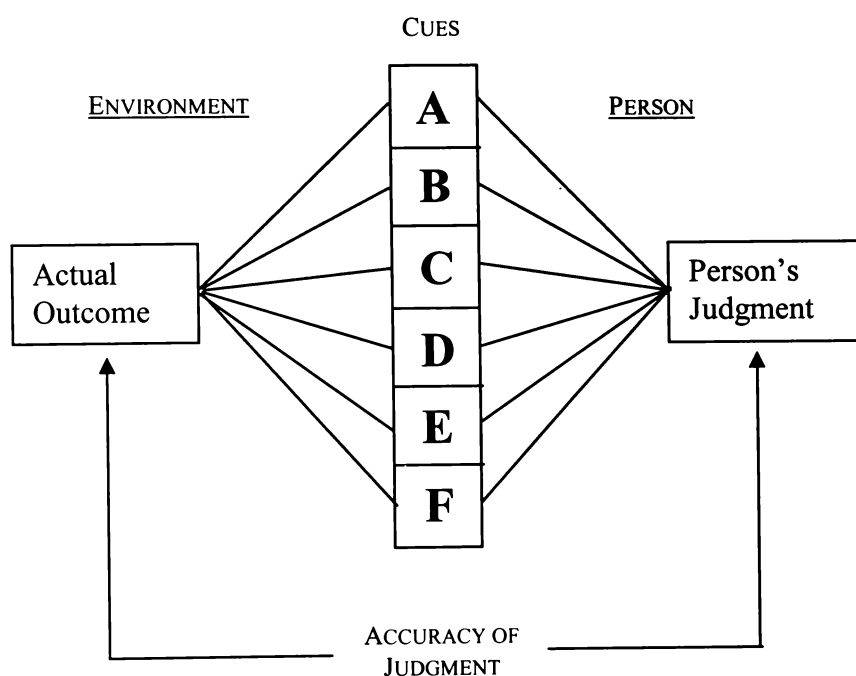 CUES
ENVIRONMENT
PERSON
A
B
C
D
E
F
Actual
Outcome
Person's
Judgment
ACCURACY OF
JUDGMENT